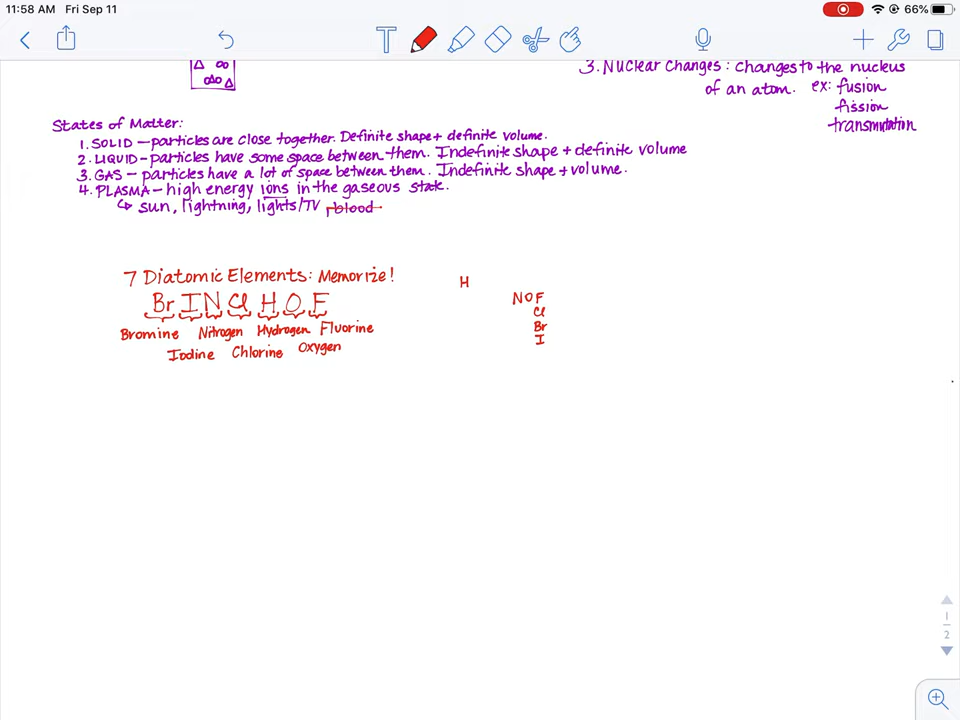 11:58 AM Fri Sep 11
66%
T
3. Nuclear Changes: Changes to the nucleus
of an atom. ex: fusion
fission
transmutation
States of Matter:
1. SOLID – particles are close together. Definite shape + definite volume.
2. LIQUID – particles have some space between them. Indefinite shape + definite volume
3. GAS – particles have a lot of space between them. Indefinite shape + volume.
4. PLASMA – high energy ions in the gaseous state.
↳ sun, lightning, lights/TV, blood
7 Diatomic Elements: Memorize!
Br I N Cl H O F
Bromine Nitrogen Hydrogen Fluorine
Iodine Chlorine Oxygen
H
N O F
Cl
Br
I
1
2